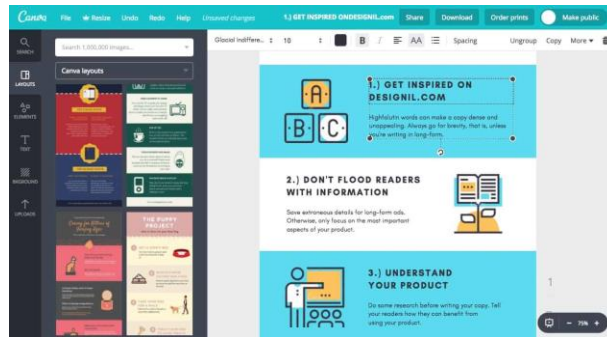 Canva File Resize Undo Redo Help Unsaved changes 1.) GET INSPIRED ONDESIGNIL.com Share Download Order prints Make public
SEARCH
LAYOUTS
ELEMENTS
TEXT
BKGROUND
UPLOADS
Search 1,000,000 images...
Canva layouts
THE PUPPY
PROJECT
Glacial Indiffere... 10 B I AA Spacing Ungroup Copy More
A
B C
1.) GET INSPIRED ON
DESIGNIL.COM
Highfalutin words can make a copy dense and
unappealing. Always go for brevity, that is, unless
you're writing in long-form.
2.) DON'T FLOOD READERS
WITH INFORMATION
Save extraneous details for long-form ads.
Otherwise, only focus on the most important
aspects of your product.
3.) UNDERSTAND
YOUR PRODUCT
Do some research before writing your copy. Tell
your readers how they can benefit from
using your product.
1
- 75% +